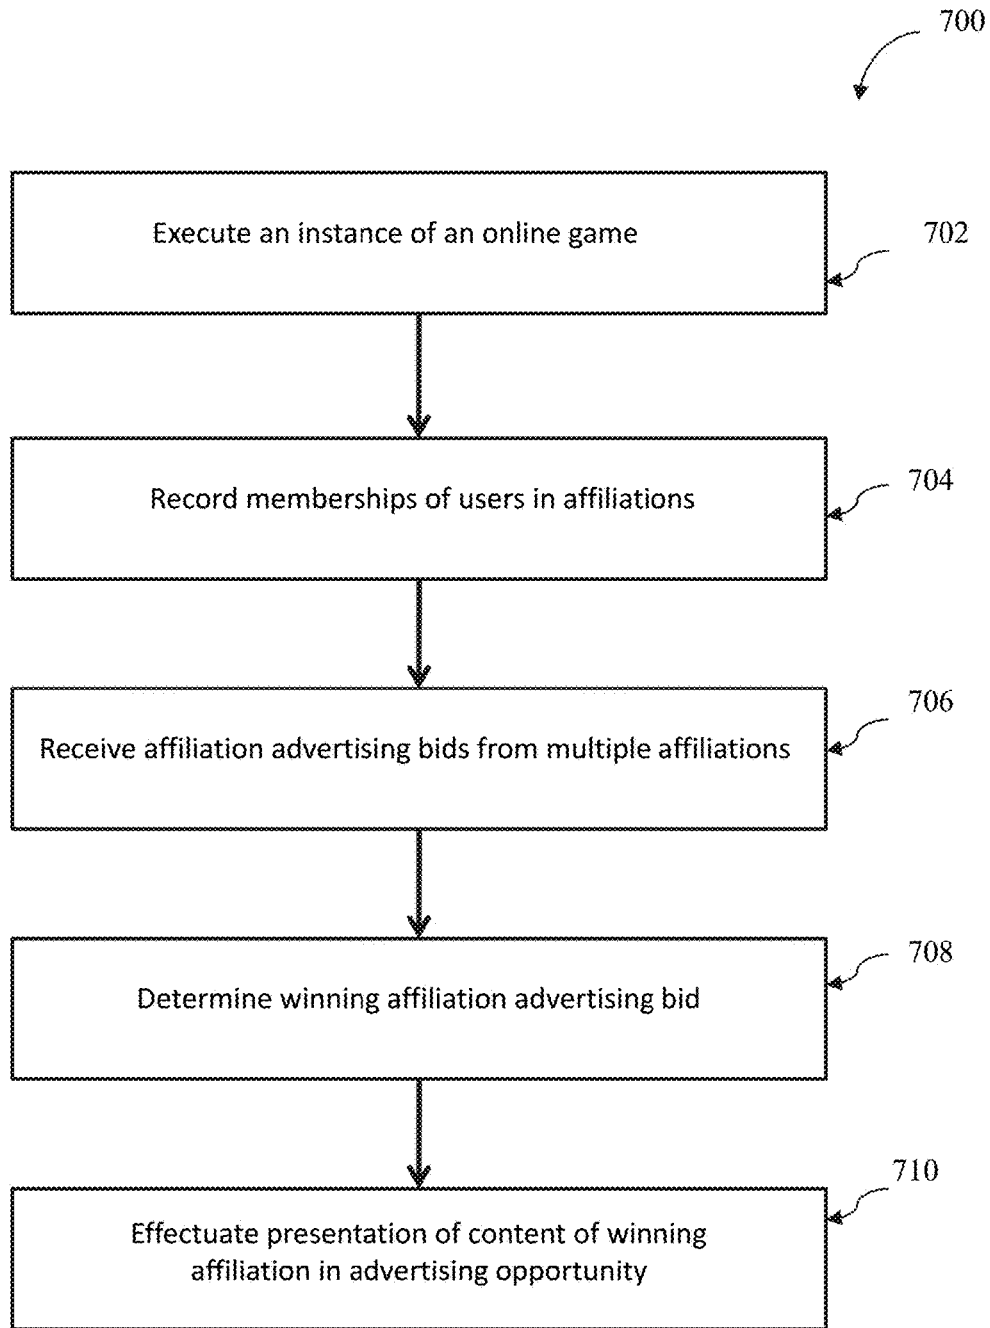 700
Execute an instance of an online game
702
Record memberships of users in affiliations
704
Receive affiliation advertising bids from multiple affiliations
706
Determine winning affiliation advertising bid
708
Effectuate presentation of content of winning
affiliation in advertising opportunity
710